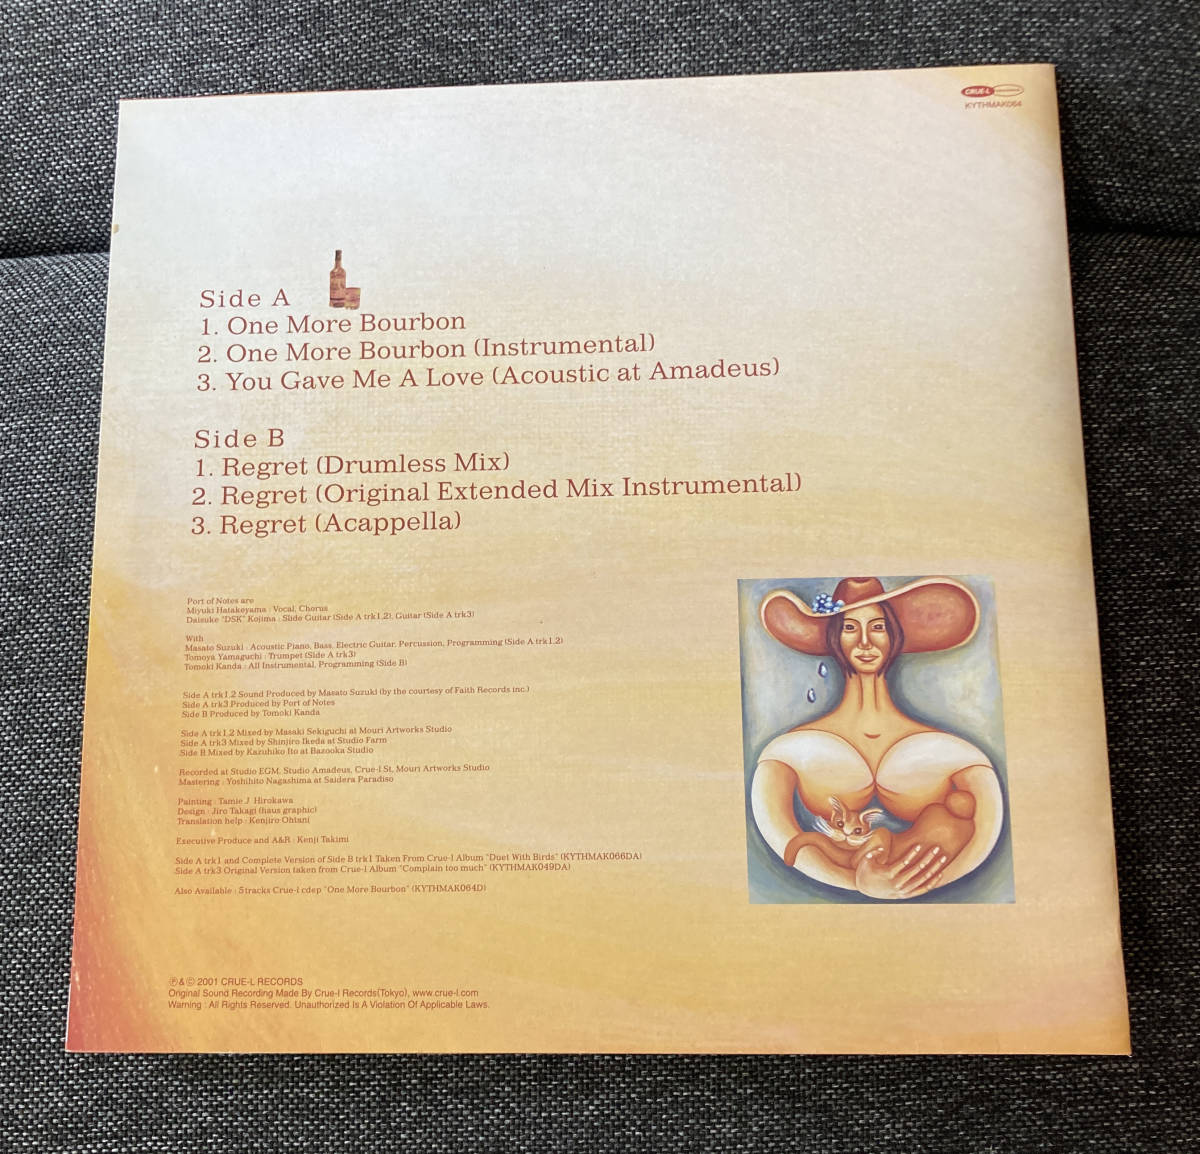 CRUE-L
KYTHMAK064
Side A
1. One More Bourbon
2. One More Bourbon (Instrumental)
3. You Gave Me A Love (Acoustic at Amadeus)
Side B
1. Regret (Drumless Mix)
2. Regret (Original Extended Mix Instrumental)
3. Regret (Acappella)
Port of Notes are
Miyuki Hatakeyama : Vocal, Chorus
Daisuke "DSK" Kojima : Slide Guitar (Side A trk1,2), Guitar (Side A trk3)
With
Masato Suzuki : Acoustic Piano, Bass, Electric Guitar, Percussion, Programming (Side A trk1,2)
Tomoya Yamaguchi : Trumpet (Side A trk3)
Tomoki Kanda : All Instrumental, Programming (Side B)
Side A trk1,2 Sound Produced by Masato Suzuki (by the courtesy of Faith Records inc.)
Side A trk3 Produced by Port of Notes
Side B Produced by Tomoki Kanda
Side A trk1,2 Mixed by Masaki Sekiguchi at Mouri Artworks Studio
Side A trk3 Mixed by Shinjiro Ikeda at Studio Farm
Side B Mixed by Kazuhiko Ito at Bazooka Studio
Recorded at Studio EGM, Studio Amadeus, Crue-l St, Mouri Artworks Studio
Mastering : Yoshihito Nagashima at Saidera Paradiso
Painting : Tamie J Hirokawa
Design : Jiro Takagi (haus graphic)
Translation help : Kenjiro Ohtani
Executive Produce and A&R : Kenji Takimi
Side A trk1 and Complete Version of Side B trk1 Taken From Crue-l Album "Duet With Birds" (KYTHMAK066DA)
Side A trk3 Original Version taken from Crue-l Album "Complain too much" (KYTHMAK049DA)
Also Available : 5tracks Crue-l cdep "One More Bourbon" (KYTHMAK064D)
℗&© 2001 CRUE-L RECORDS
Original Sound Recording Made By Crue-l Records(Tokyo), www.crue-l.com
Warning : All Rights Reserved. Unauthorized Is A Violation Of Applicable Laws.